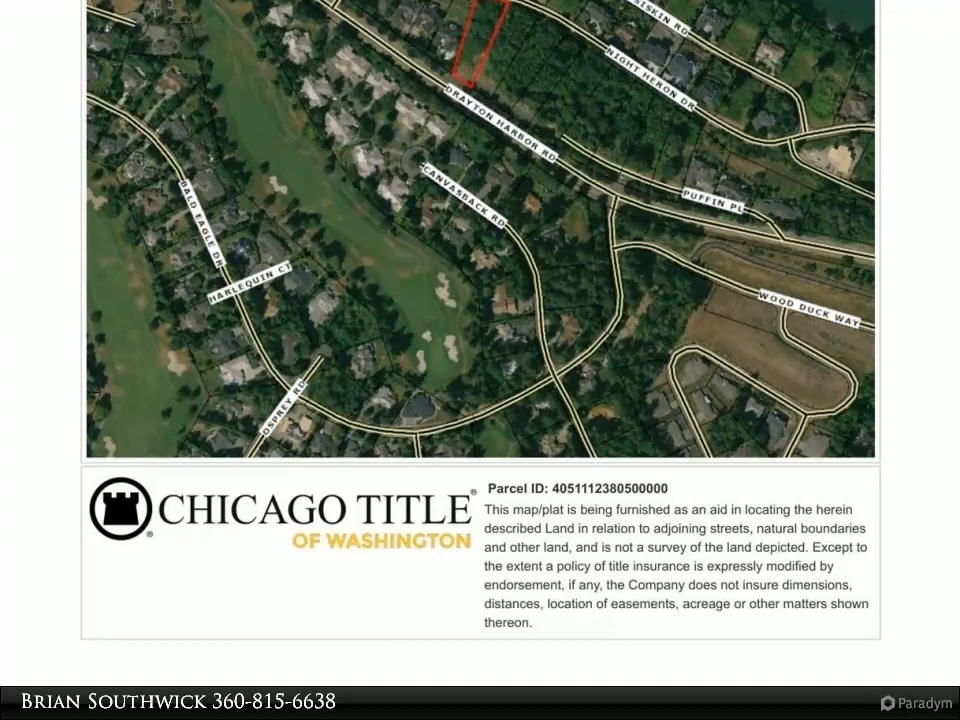 SISKIN RD
NIGHT HERON DR
DRAYTON HARBOR RD
CANVASBACK RD
PUFFIN PL
BALD EAGLE DR
HARLEQUIN CT
WOOD DUCK WAY
OSPREY RD
CHICAGO TITLE®
OF WASHINGTON
®
Parcel ID: 4051112380500000
This map/plat is being furnished as an aid in locating the herein
described Land in relation to adjoining streets, natural boundaries
and other land, and is not a survey of the land depicted. Except to
the extent a policy of title insurance is expressly modified by
endorsement, if any, the Company does not insure dimensions,
distances, location of easements, acreage or other matters shown
thereon.
BRIAN SOUTHWICK 360-815-6638
Paradym